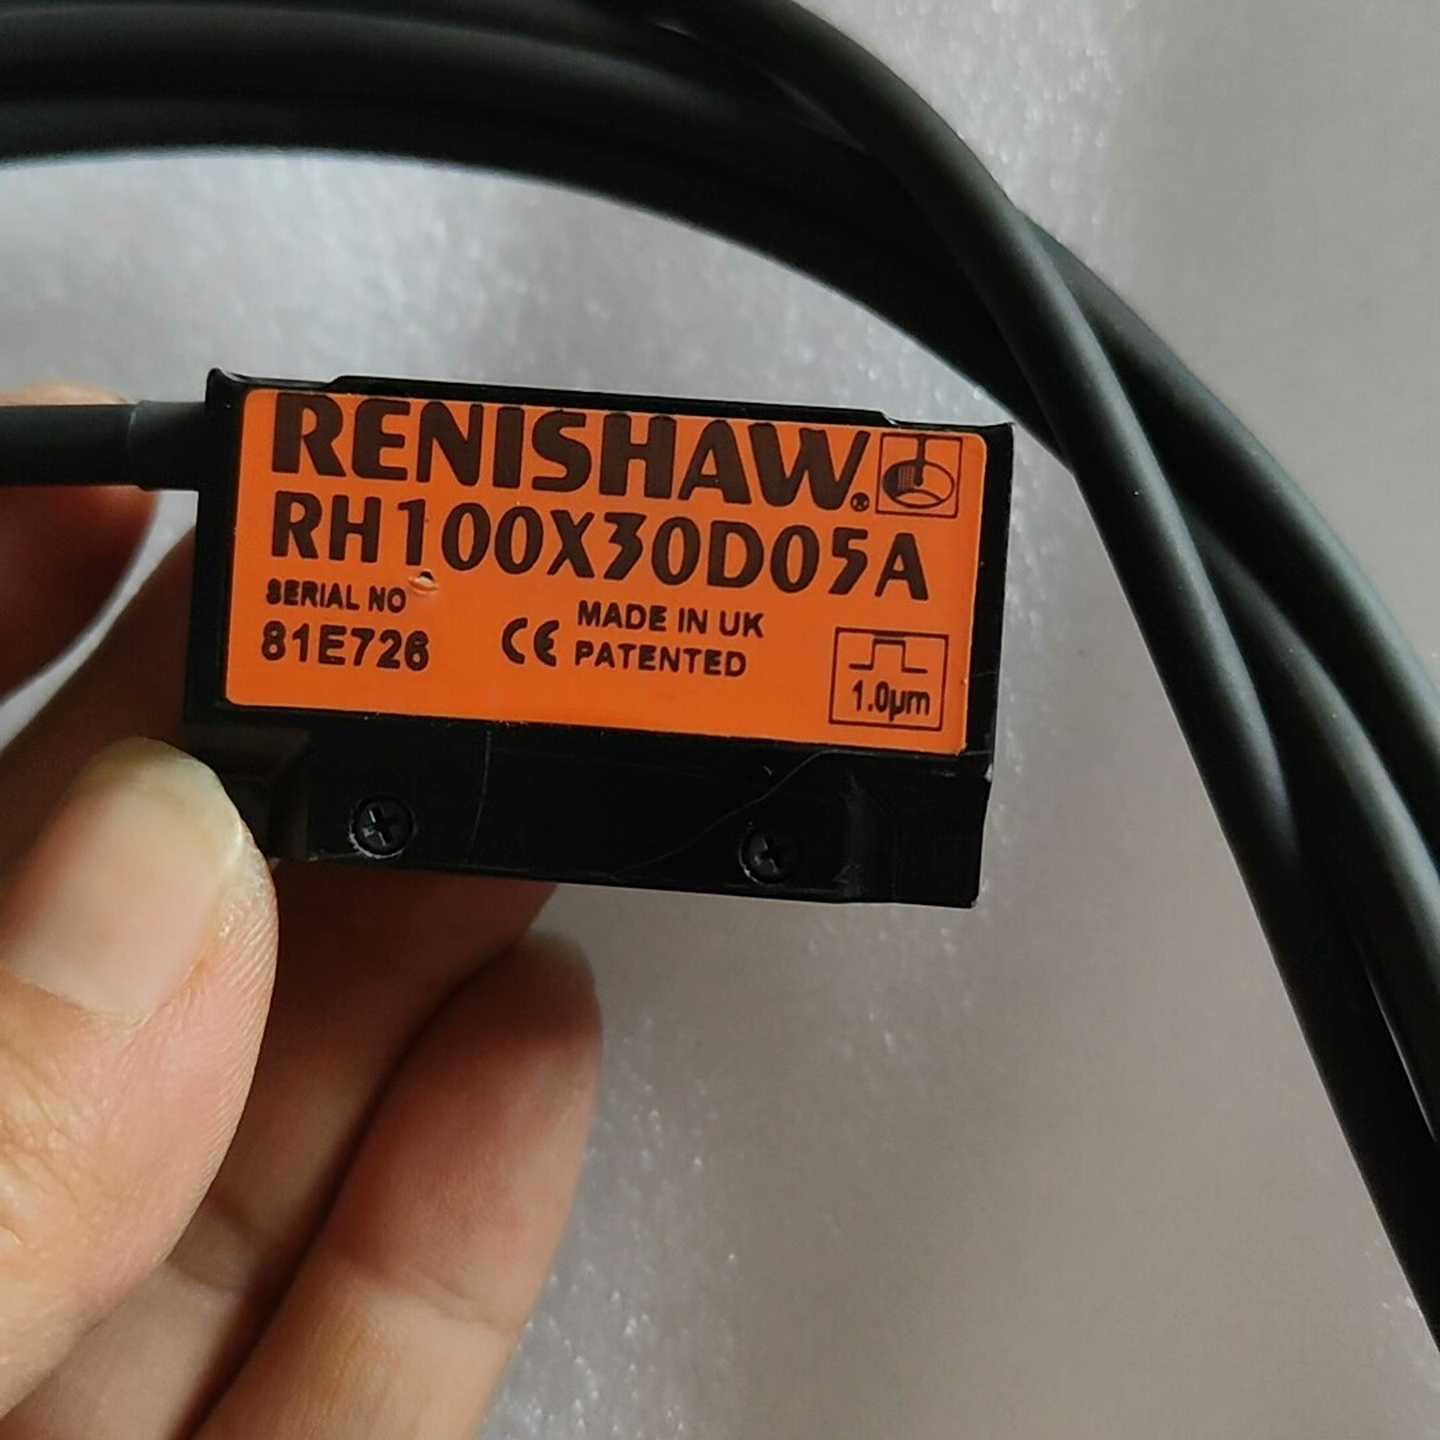 RENISHAW®
RH100X30D05A
SERIAL NO
81E726
CE
MADE IN UK
PATENTED
1.0µm